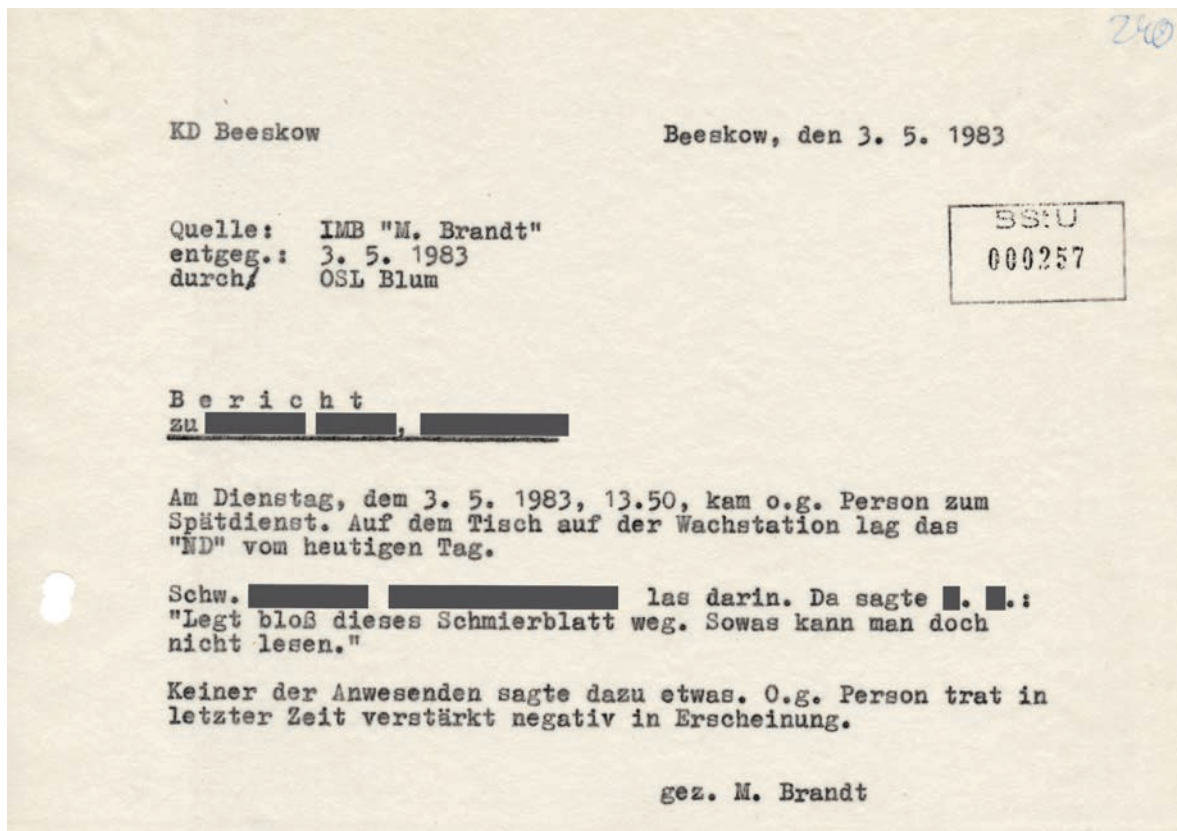 240
KD Beeskow Beeskow, den 3. 5. 1983
BStU
000257
Quelle: IMB "M. Brandt"
entgeg.: 3. 5. 1983
durch/ OSL Blum
B e r i c h t
zu , 
Am Dienstag, dem 3. 5. 1983, 13.50, kam o.g. Person zum
Spätdienst. Auf dem Tisch auf der Wachstation lag das
"ND" vom heutigen Tag.
Schw. las darin. Da sagte . .:
"Legt bloß dieses Schmierblatt weg. Sowas kann man doch
nicht lesen."
Keiner der Anwesenden sagte dazu etwas. O.g. Person trat in
letzter Zeit verstärkt negativ in Erscheinung.
gez. M. Brandt